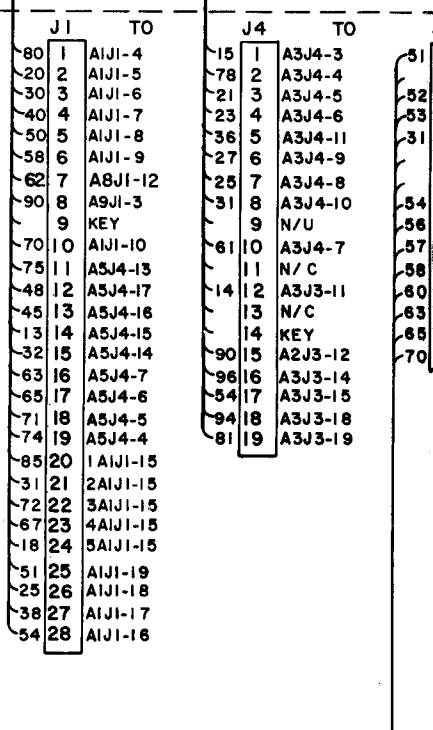 J1 TO
80 1 A1J1-4
20 2 A1J1-5
30 3 A1J1-6
40 4 A1J1-7
50 5 A1J1-8
58 6 A1J1-9
62 7 A8J1-12
90 8 A9J1-3
9 KEY
70 10 A1J1-10
75 11 A5J4-13
48 12 A5J4-17
45 13 A5J4-16
13 14 A5J4-15
32 15 A5J4-14
63 16 A5J4-7
65 17 A5J4-6
71 18 A5J4-5
74 19 A5J4-4
85 20 1A1J1-15
31 21 2A1J1-15
72 22 3A1J1-15
67 23 4A1J1-15
18 24 5A1J1-15
51 25 A1J1-19
25 26 A1J1-18
38 27 A1J1-17
54 28 A1J1-16
J4 TO
15 1 A3J4-3
78 2 A3J4-4
21 3 A3J4-5
23 4 A3J4-6
36 5 A3J4-11
27 6 A3J4-9
25 7 A3J4-8
31 8 A3J4-10
9 N/U
61 10 A3J4-7
11 N/C
14 12 A3J3-11
13 N/C
14 KEY
90 15 A2J3-12
96 16 A3J3-14
54 17 A3J3-15
94 18 A3J3-18
81 19 A3J3-19
51
52
53
31
54
56
57
58
60
63
65
70